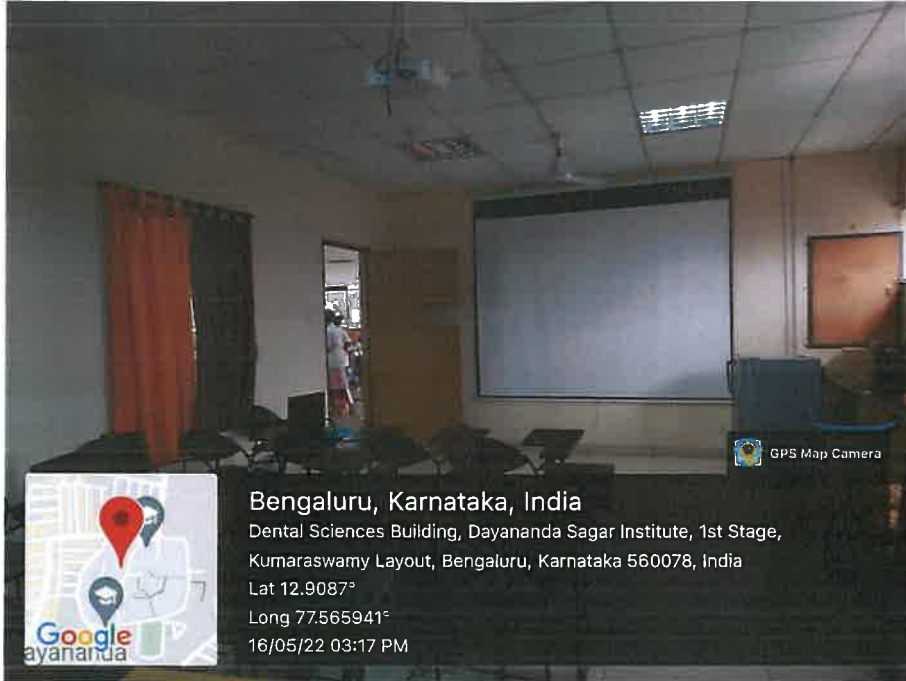 GPS Map Camera
Bengaluru, Karnataka, India
Dental Sciences Building, Dayananda Sagar Institute, 1st Stage,
Kumaraswamy Layout, Bengaluru, Karnataka 560078, India
Lat 12.9087°
Long 77.565941°
16/05/22 03:17 PM
Google
ayananda